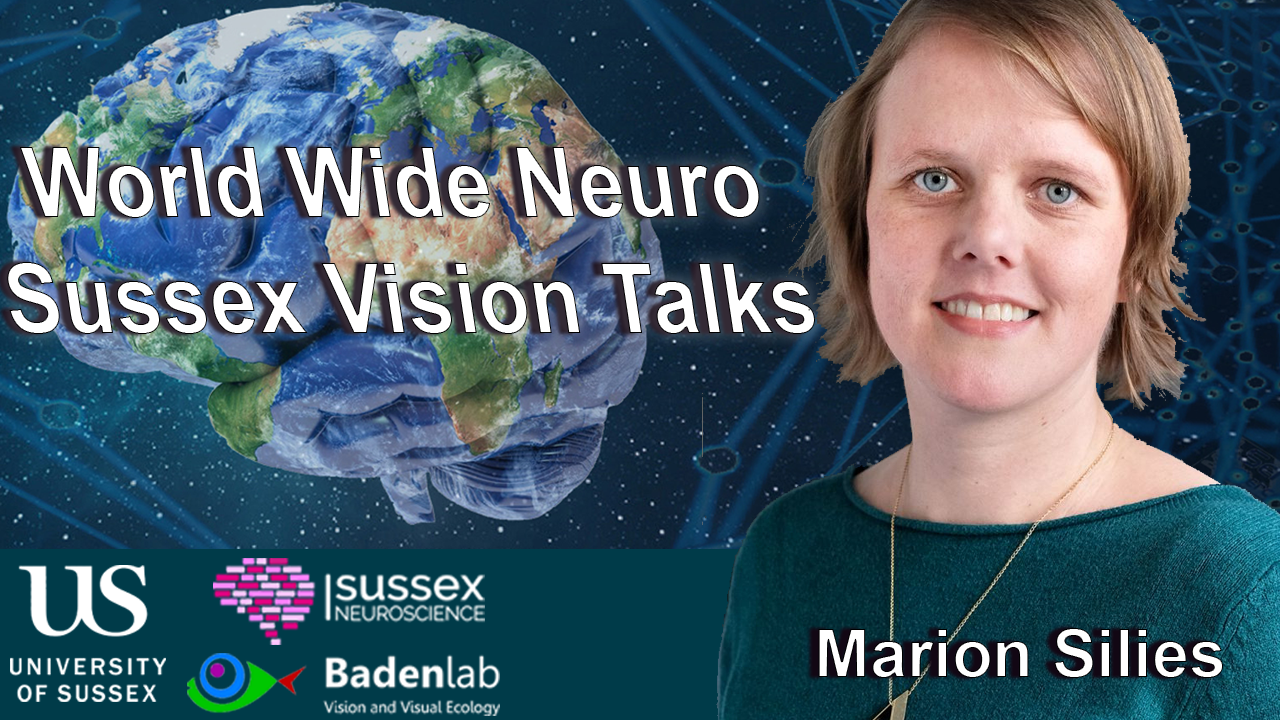 World Wide Neuro
Sussex Vision Talks
US
UNIVERSITY
OF SUSSEX
sussex
NEUROSCIENCE
Badenlab
Vision and Visual Ecology
Marion Silies